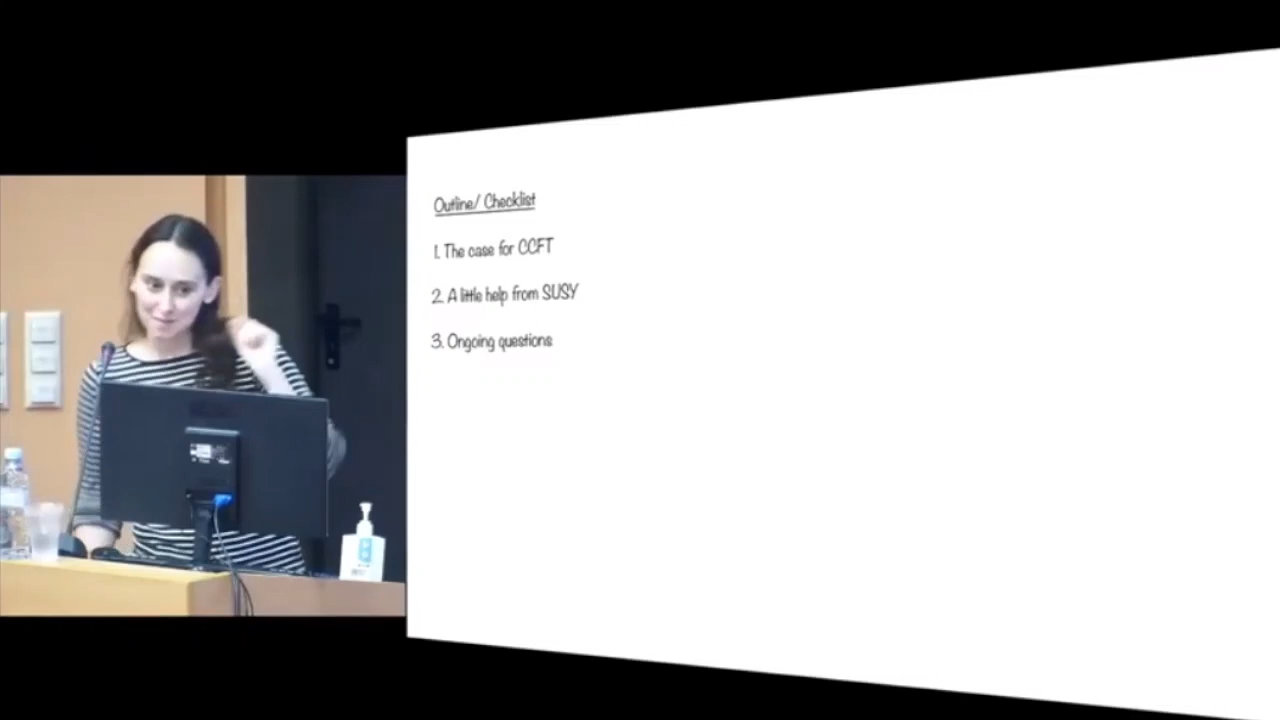 Outline/ Checklist
1. The case for CCFT
2. A little help from SUSY
3. Ongoing questions